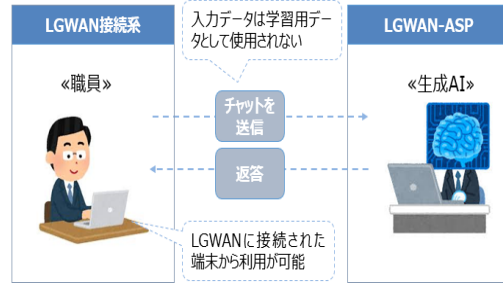 LGWAN接続系
入力データは学習用デー
タとして使用されない
LGWAN-ASP
«職員»
«生成AI»
チャットを
送信
返答
LGWANに接続された
端末から利用が可能